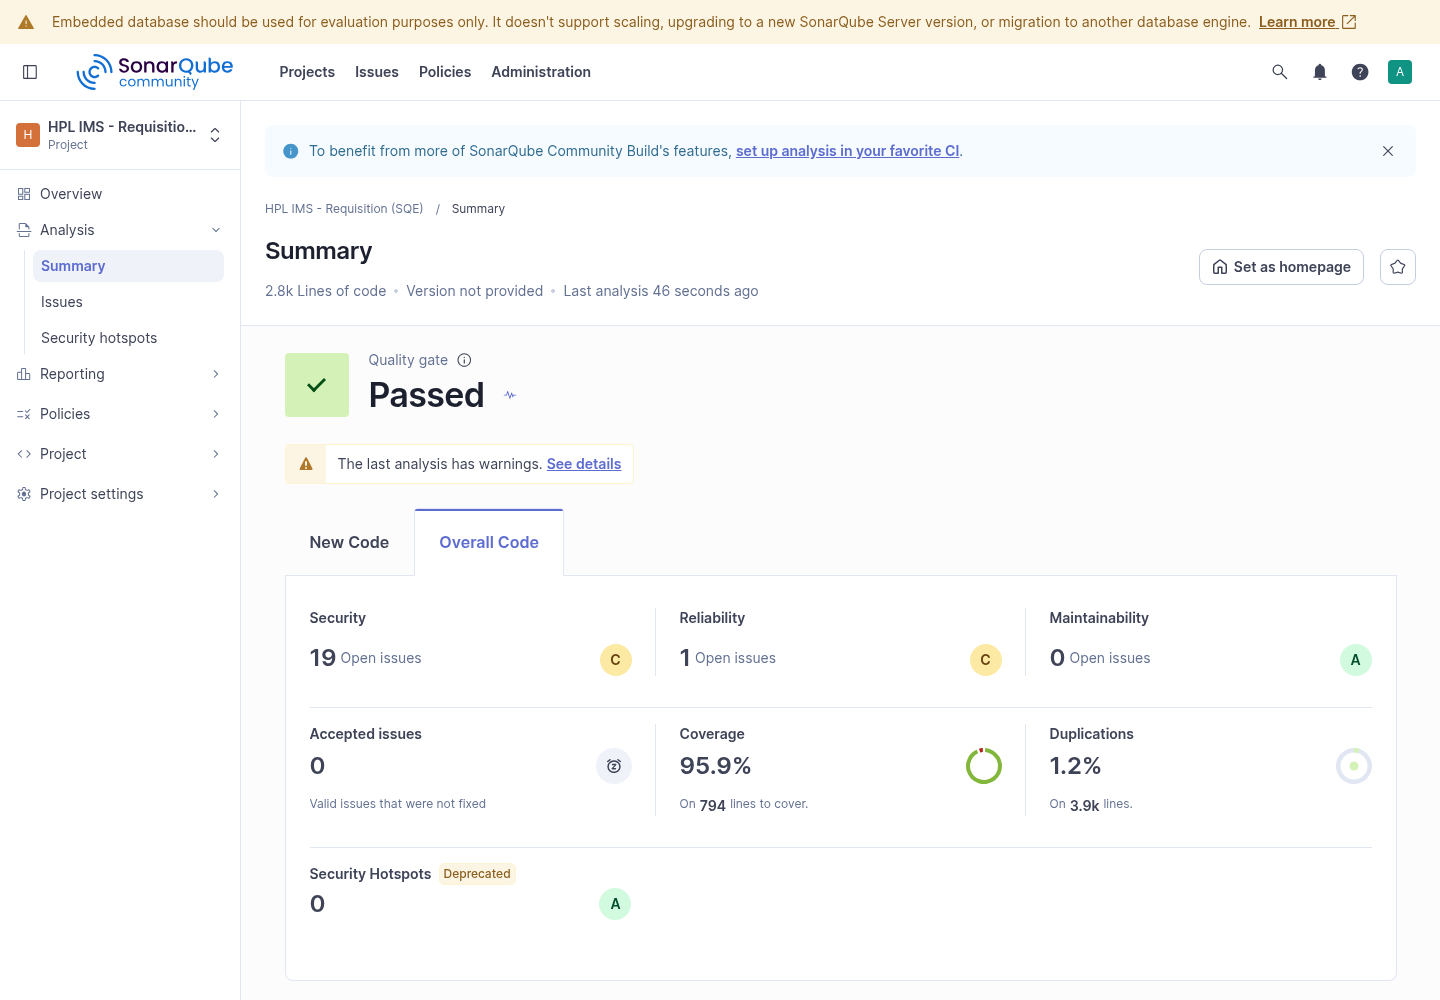 Embedded database should be used for evaluation purposes only. It doesn't support scaling, upgrading to a new SonarQube Server version, or migration to another database engine. Learn more
SonarQube community
Projects Issues Policies Administration
A
H
HPL IMS - Requisitio...
Project
Overview
Analysis
Summary
Issues
Security hotspots
Reporting
Policies
Project
Project settings
To benefit from more of SonarQube Community Build's features, set up analysis in your favorite CI.
HPL IMS - Requisition (SQE) / Summary
Summary
Set as homepage
2.8k Lines of code • Version not provided • Last analysis 46 seconds ago
Quality gate
Passed
The last analysis has warnings. See details
New Code
Overall Code
Security
19 Open issues
C
Reliability
1 Open issues
C
Maintainability
0 Open issues
A
Accepted issues
0
Valid issues that were not fixed
Coverage
95.9%
On 794 lines to cover.
Duplications
1.2%
On 3.9k lines.
Security Hotspots Deprecated
0
A